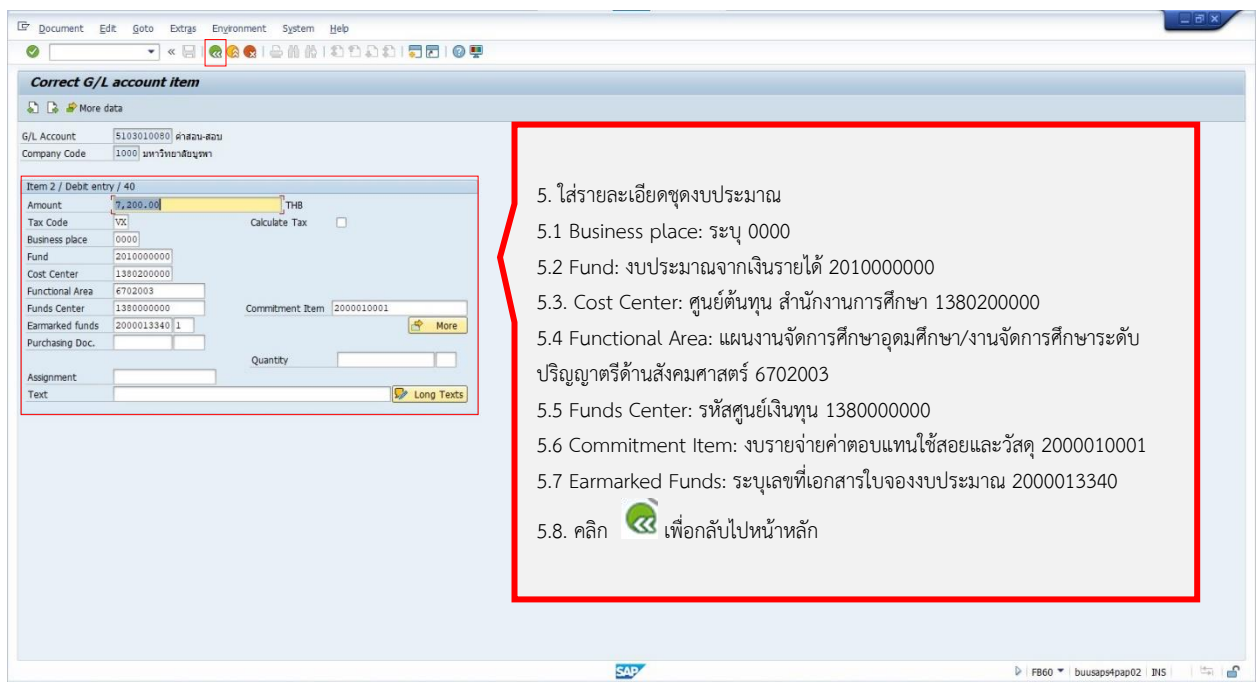 Document Edit Goto Extras Environment System Help
Correct G/L account item
More data
G/L Account 5103010080 ค่าสอน-สอบ
Company Code 1000 มหาวิทยาลัยบูรพา
Item 2 / Debit entry / 40
Amount 7,200.00 THB
Tax Code VX Calculate Tax
Business place 0000
Fund 2010000000
Cost Center 1380200000
Functional Area 6702003
Funds Center 1380000000 Commitment Item 2000010001
Earmarked funds 2000013340 1 More
Purchasing Doc.
Quantity
Assignment
Text Long Texts
5. ใส่รายละเอียดชุดงบประมาณ
5.1 Business place: ระบุ 0000
5.2 Fund: งบประมาณจากเงินรายได้ 2010000000
5.3. Cost Center: ศูนย์ต้นทุน สำนักงานการศึกษา 1380200000
5.4 Functional Area: แผนงานจัดการศึกษาอุดมศึกษา/งานจัดการศึกษาระดับ
ปริญญาตรีด้านสังคมศาสตร์ 6702003
5.5 Funds Center: รหัสศูนย์เงินทุน 1380000000
5.6 Commitment Item: งบรายจ่ายค่าตอบแทนใช้สอยและวัสดุ 2000010001
5.7 Earmarked Funds: ระบุเลขที่เอกสารใบจองงบประมาณ 2000013340
5.8. คลิก เพื่อกลับไปหน้าหลัก
SAP FB60 buusaps4pap02 INS